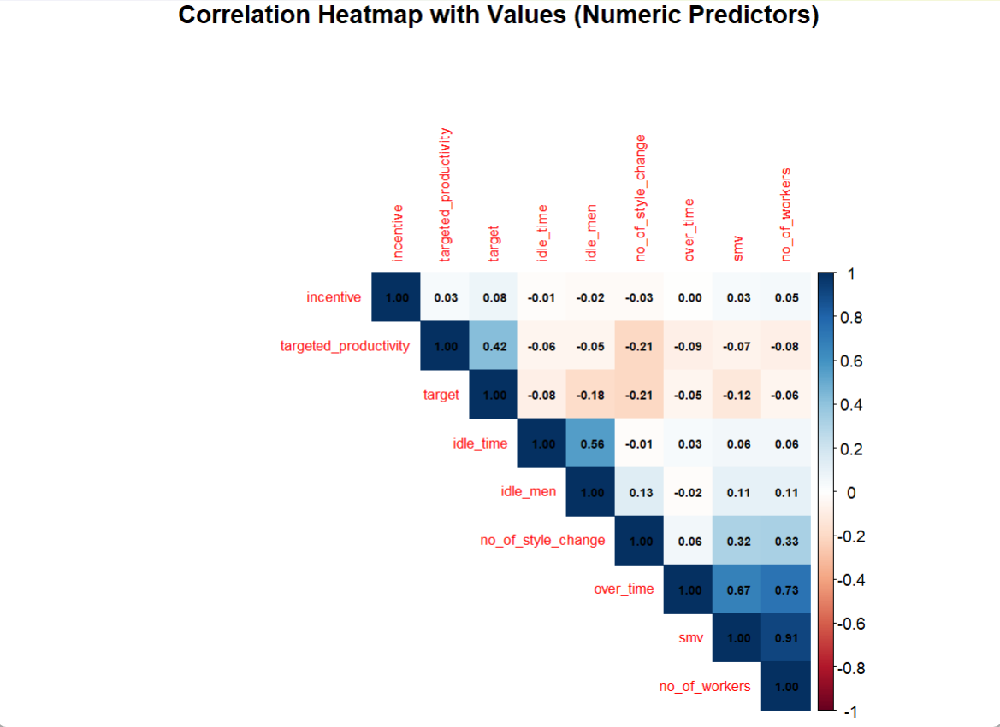 Correlation Heatmap with Values (Numeric Predictors)
incentive
targeted_productivity
target
idle_time
idle_men
no_of_style_change
over_time
smv
no_of_workers
incentive 1.00 0.03 0.08 -0.01 -0.02 -0.03 0.00 0.03 0.05
targeted_productivity 1.00 0.42 -0.06 -0.05 -0.21 -0.09 -0.07 -0.08
target 1.00 -0.08 -0.18 -0.21 -0.05 -0.12 -0.06
idle_time 1.00 0.56 -0.01 0.03 0.06 0.06
idle_men 1.00 0.13 -0.02 0.11 0.11
no_of_style_change 1.00 0.06 0.32 0.33
over_time 1.00 0.67 0.73
smv 1.00 0.91
no_of_workers 1.00
1
0.8
0.6
0.4
0.2
0
-0.2
-0.4
-0.6
-0.8
-1